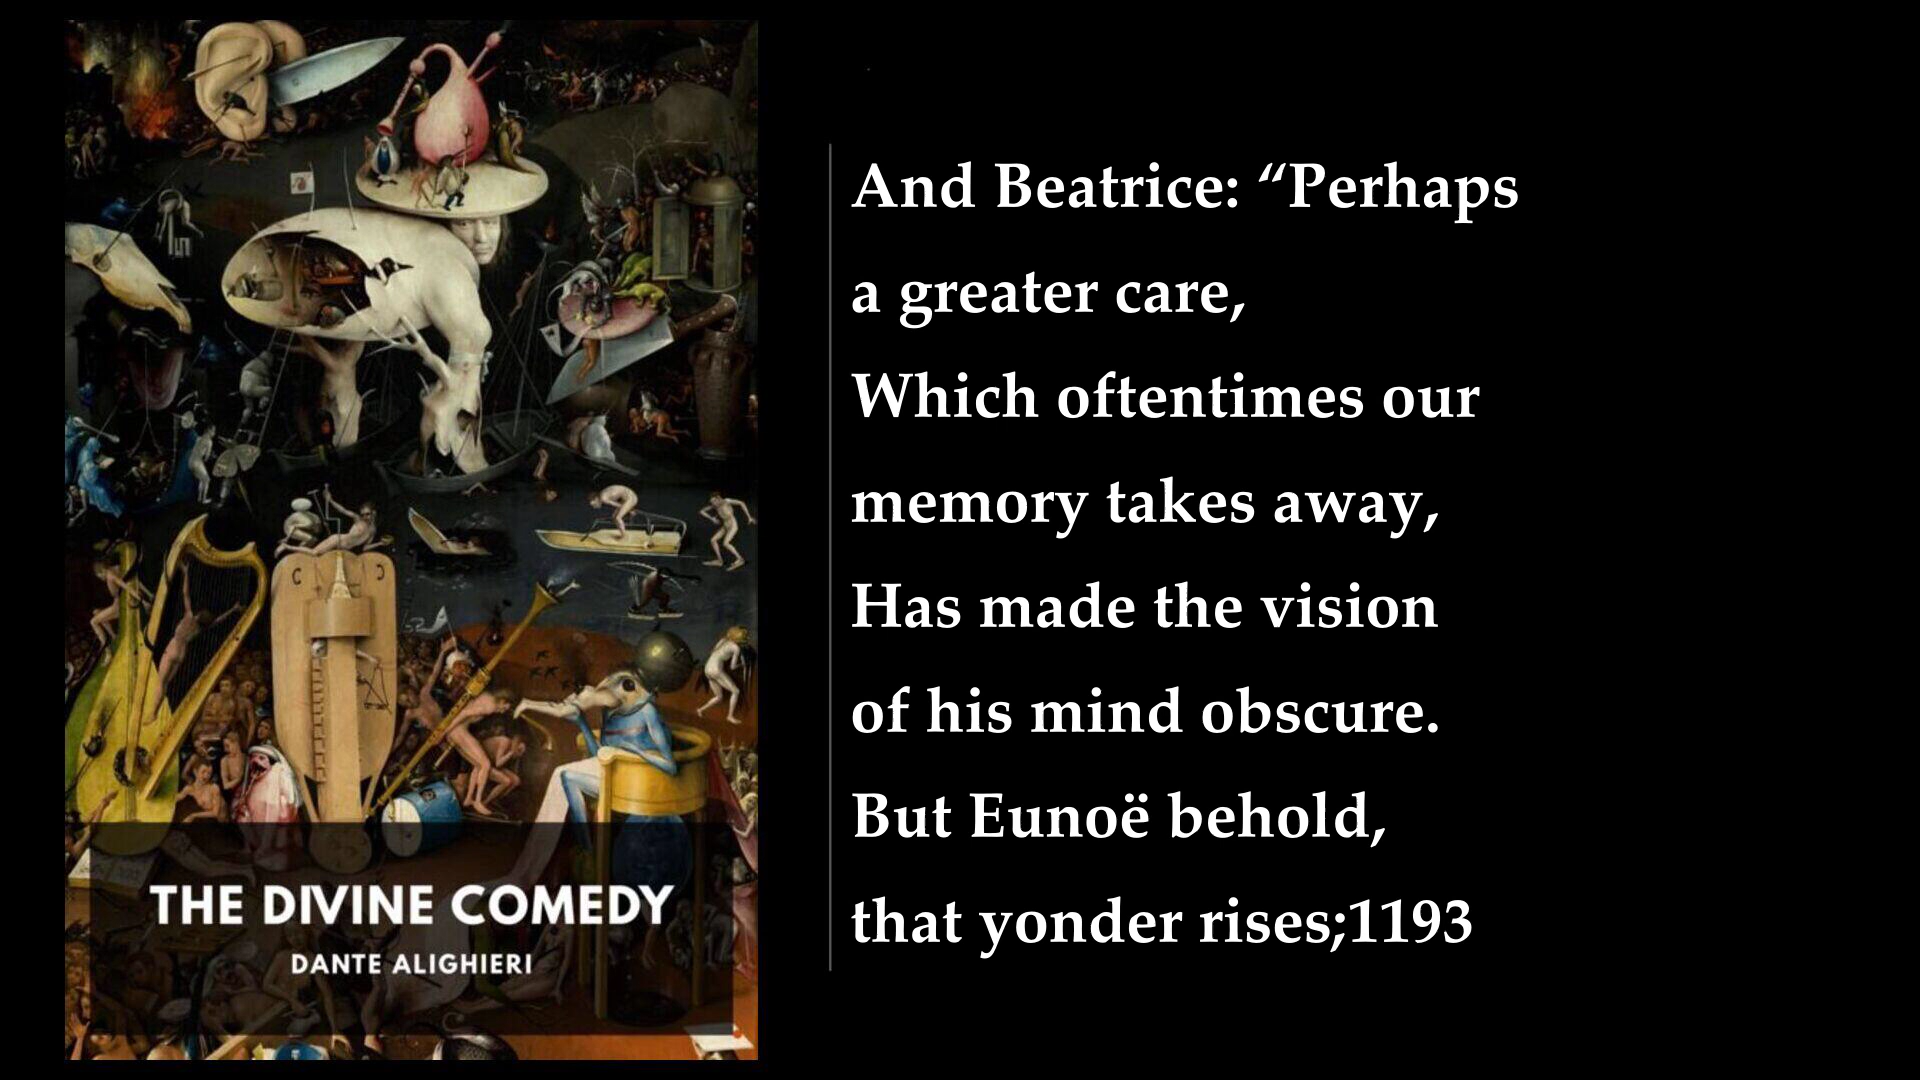 And Beatrice: “Perhaps
a greater care,
Which oftentimes our
memory takes away,
Has made the vision
of his mind obscure.
But Eunoë behold,
that yonder rises;1193
THE DIVINE COMEDY
DANTE ALIGHIERI